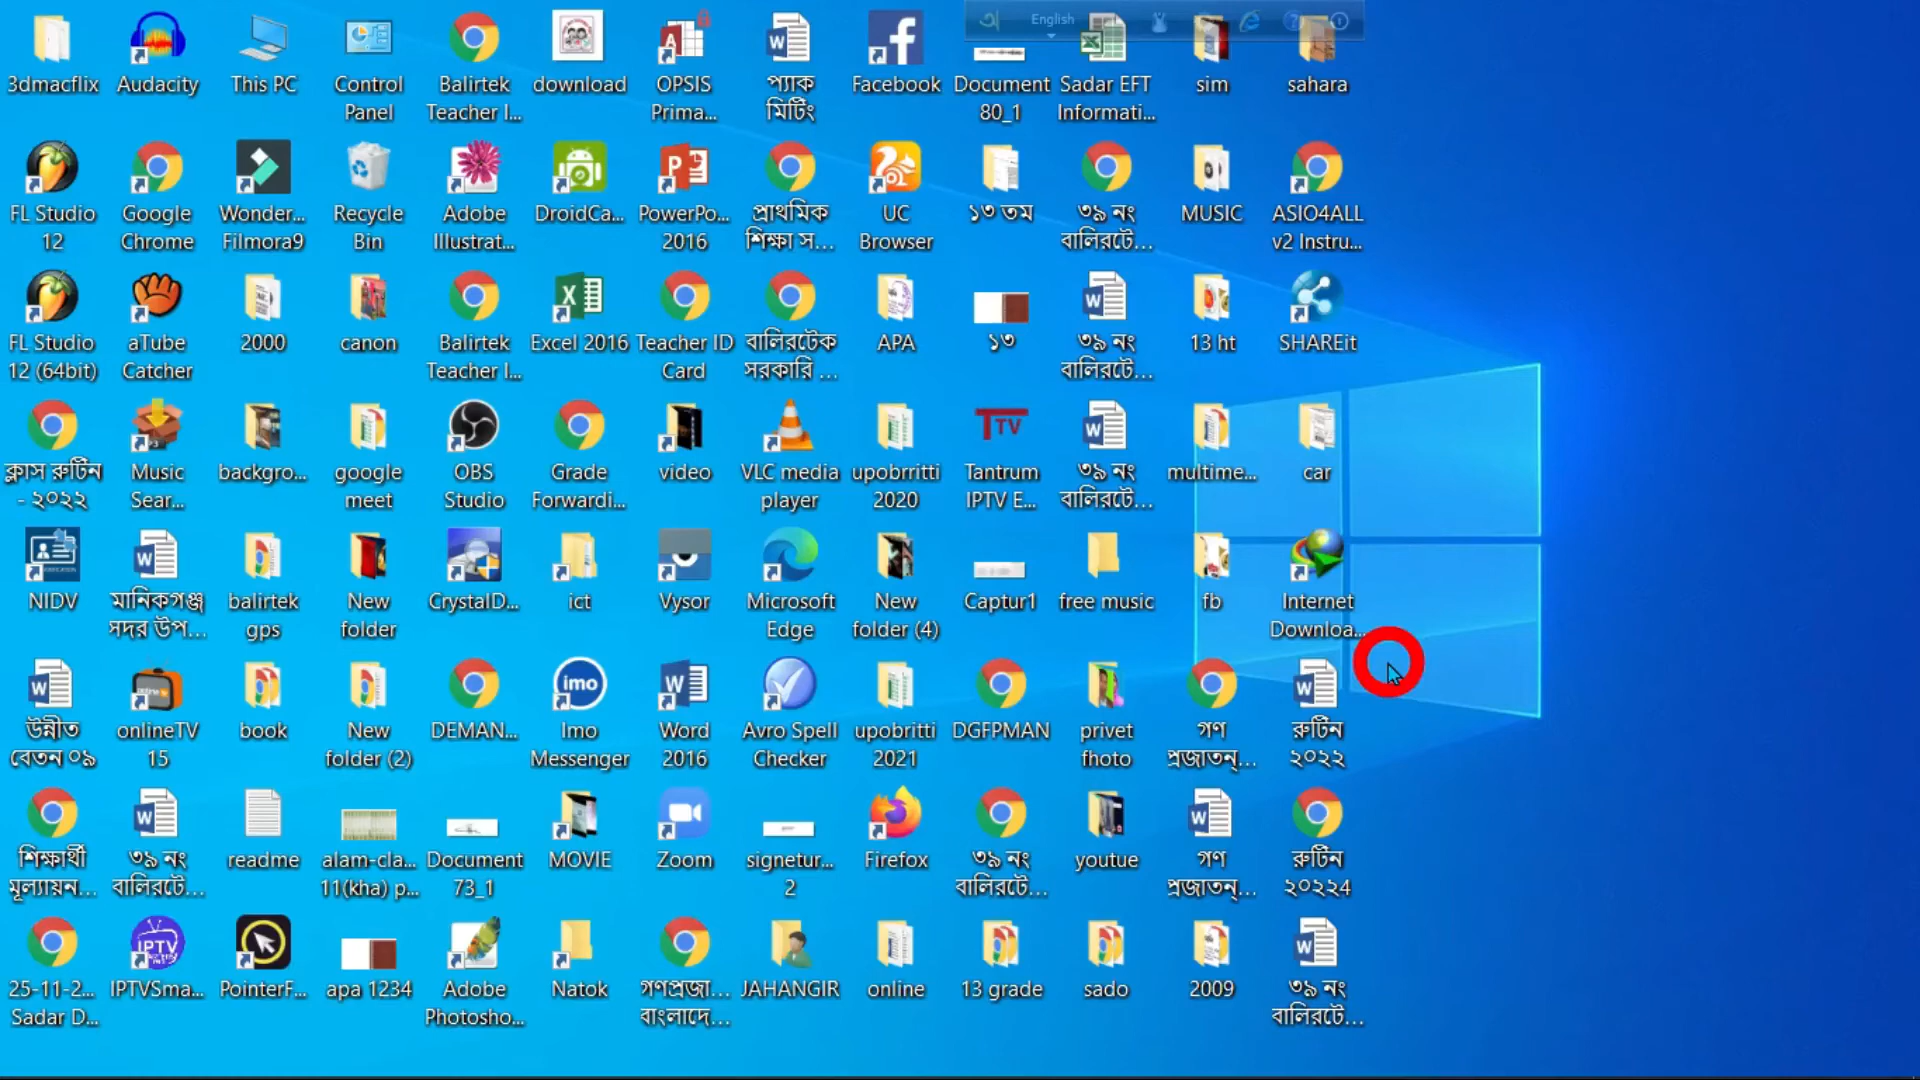 English
3dmacflix
Audacity
This PC
Control
Panel
Balirtek
Teacher I...
download
OPSIS
Prima...
প্যাক
মিটিং
Facebook
Document
80_1
Sadar EFT
Informati...
sim
sahara
FL Studio
12
Google
Chrome
Wonder...
Filmora9
Recycle
Bin
Adobe
Illustrat...
DroidCa...
PowerPo...
2016
প্রাথমিক
শিক্ষা স...
UC
Browser
১৩ তম
৩৯ নং
বালিরটে...
MUSIC
ASIO4ALL
v2 Instru...
FL Studio
12 (64bit)
aTube
Catcher
2000
canon
Balirtek
Teacher I...
Excel 2016
Teacher ID
Card
বালিরটেক
সরকারি ...
APA
১৩
৩৯ নং
বালিরটে...
13 ht
SHAREit
ক্লাস রুটিন
- ২০২২
Music
Sear...
backgro...
google
meet
OBS
Studio
Grade
Forwardi...
video
VLC media
player
upobrritti
2020
TTV
Tantrum
IPTV E...
৩৯ নং
বালিরটে...
multime...
car
NIDV
মানিকগঞ্জ
সদর উপ...
balirtek
gps
New
folder
CrystalD...
ict
Vysor
Microsoft
Edge
New
folder (4)
Captur1
free music
fb
Internet
Downloa...
উন্নীত
বেতন ০৯
onlineTV
15
book
New
folder (2)
DEMAN...
imo
Imo
Messenger
Word
2016
Avro Spell
Checker
upobritti
2021
DGFPMAN
privet
fhoto
গণ
প্রজাতন্...
রুটিন
২০২২
শিক্ষার্থী
মূল্যায়ন...
৩৯ নং
বালিরটে...
readme
alam-cla...
11(kha) p...
Document
73_1
MOVIE
Zoom
signetur...
2
Firefox
৩৯ নং
বালিরটে...
youtue
গণ
প্রজাতন্...
রুটিন
২০২২4
25-11-2...
Sadar D...
IPTV
IPTVSma...
PointerF...
apa 1234
Adobe
Photosho...
Natok
গণপ্রজা...
বাংলাদে...
JAHANGIR
online
13 grade
sado
2009
৩৯ নং
বালিরটে...